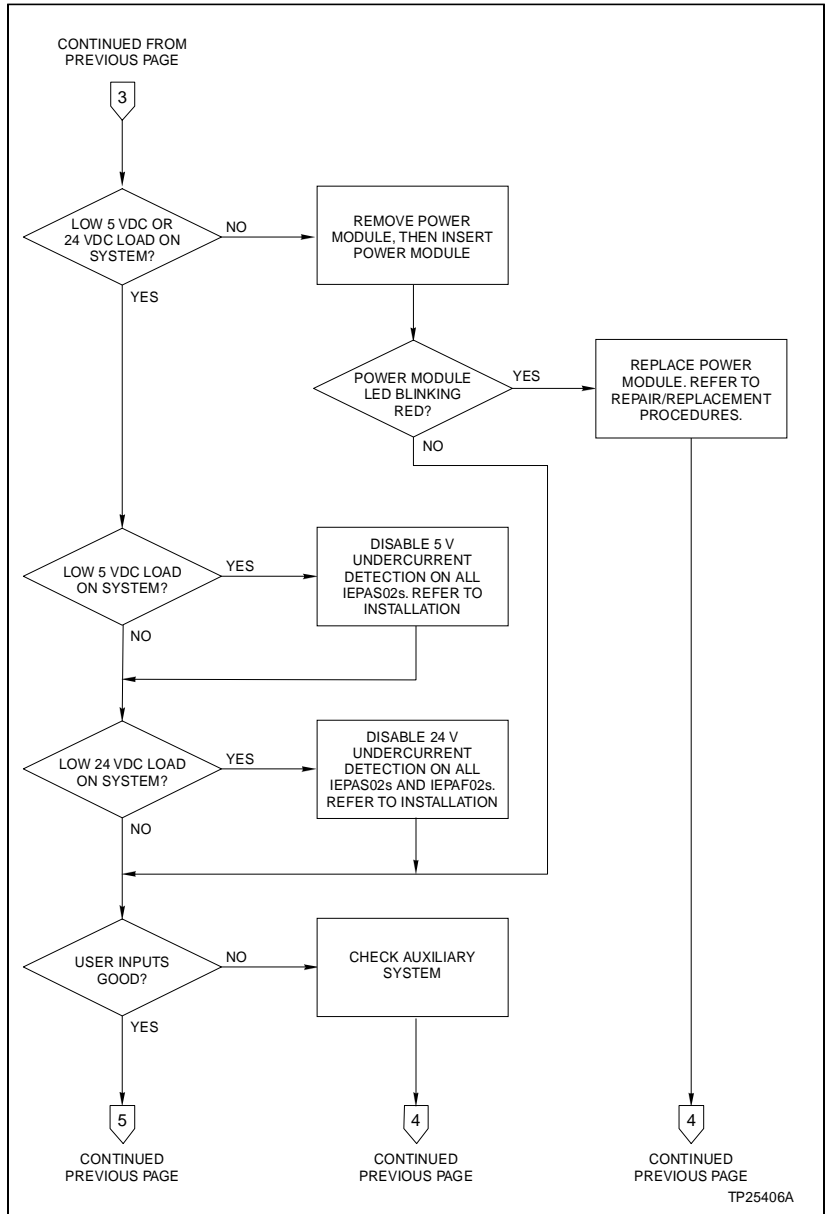 CONTINUED FROM
PREVIOUS PAGE
3
LOW 5 VDC OR
24 VDC LOAD ON
SYSTEM?
NO
YES
REMOVE POWER
MODULE, THEN INSERT
POWER MODULE
POWER MODULE
LED BLINKING
RED?
YES
NO
REPLACE POWER
MODULE. REFER TO
REPAIR/REPLACEMENT
PROCEDURES.
LOW 5 VDC LOAD
ON SYSTEM?
YES
NO
DISABLE 5 V
UNDERCURRENT
DETECTION ON ALL
IEPAS02s. REFER TO
INSTALLATION
LOW 24 VDC LOAD
ON SYSTEM?
YES
NO
DISABLE 24 V
UNDERCURRENT
DETECTION ON ALL
IEPAS02s AND IEPAF02s.
REFER TO INSTALLATION
USER INPUTS
GOOD?
NO
YES
CHECK AUXILIARY
SYSTEM
5
CONTINUED
PREVIOUS PAGE
4
CONTINUED
PREVIOUS PAGE
4
CONTINUED
PREVIOUS PAGE
TP25406A